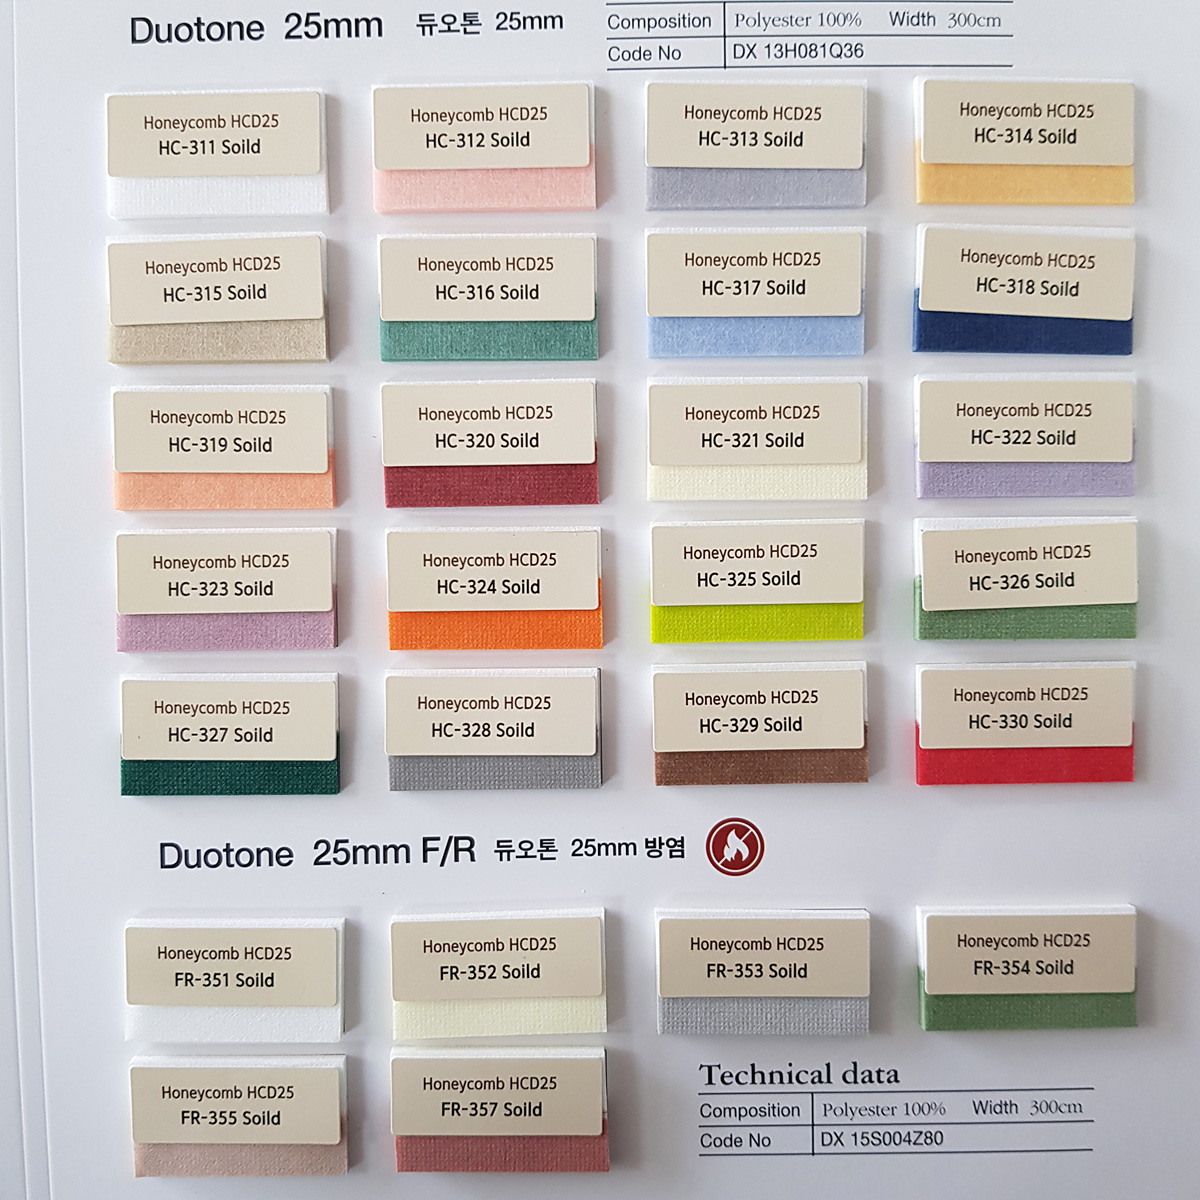 Duotone 25mm 듀오톤 25mm
Composition Polyester 100% Width 300cm
Code No DX 13H081Q36
Honeycomb HCD25
HC-311 Soild
Honeycomb HCD25
HC-312 Soild
Honeycomb HCD25
HC-313 Soild
Honeycomb HCD25
HC-314 Soild
Honeycomb HCD25
HC-315 Soild
Honeycomb HCD25
HC-316 Soild
Honeycomb HCD25
HC-317 Soild
Honeycomb HCD25
HC-318 Soild
Honeycomb HCD25
HC-319 Soild
Honeycomb HCD25
HC-320 Soild
Honeycomb HCD25
HC-321 Soild
Honeycomb HCD25
HC-322 Soild
Honeycomb HCD25
HC-323 Soild
Honeycomb HCD25
HC-324 Soild
Honeycomb HCD25
HC-325 Soild
Honeycomb HCD25
HC-326 Soild
Honeycomb HCD25
HC-327 Soild
Honeycomb HCD25
HC-328 Soild
Honeycomb HCD25
HC-329 Soild
Honeycomb HCD25
HC-330 Soild
Duotone 25mm F/R 듀오톤 25mm 방염
Honeycomb HCD25
FR-351 Soild
Honeycomb HCD25
FR-352 Soild
Honeycomb HCD25
FR-353 Soild
Honeycomb HCD25
FR-354 Soild
Honeycomb HCD25
FR-355 Soild
Honeycomb HCD25
FR-357 Soild
Technical data
Composition Polyester 100% Width 300cm
Code No DX 15S004Z80